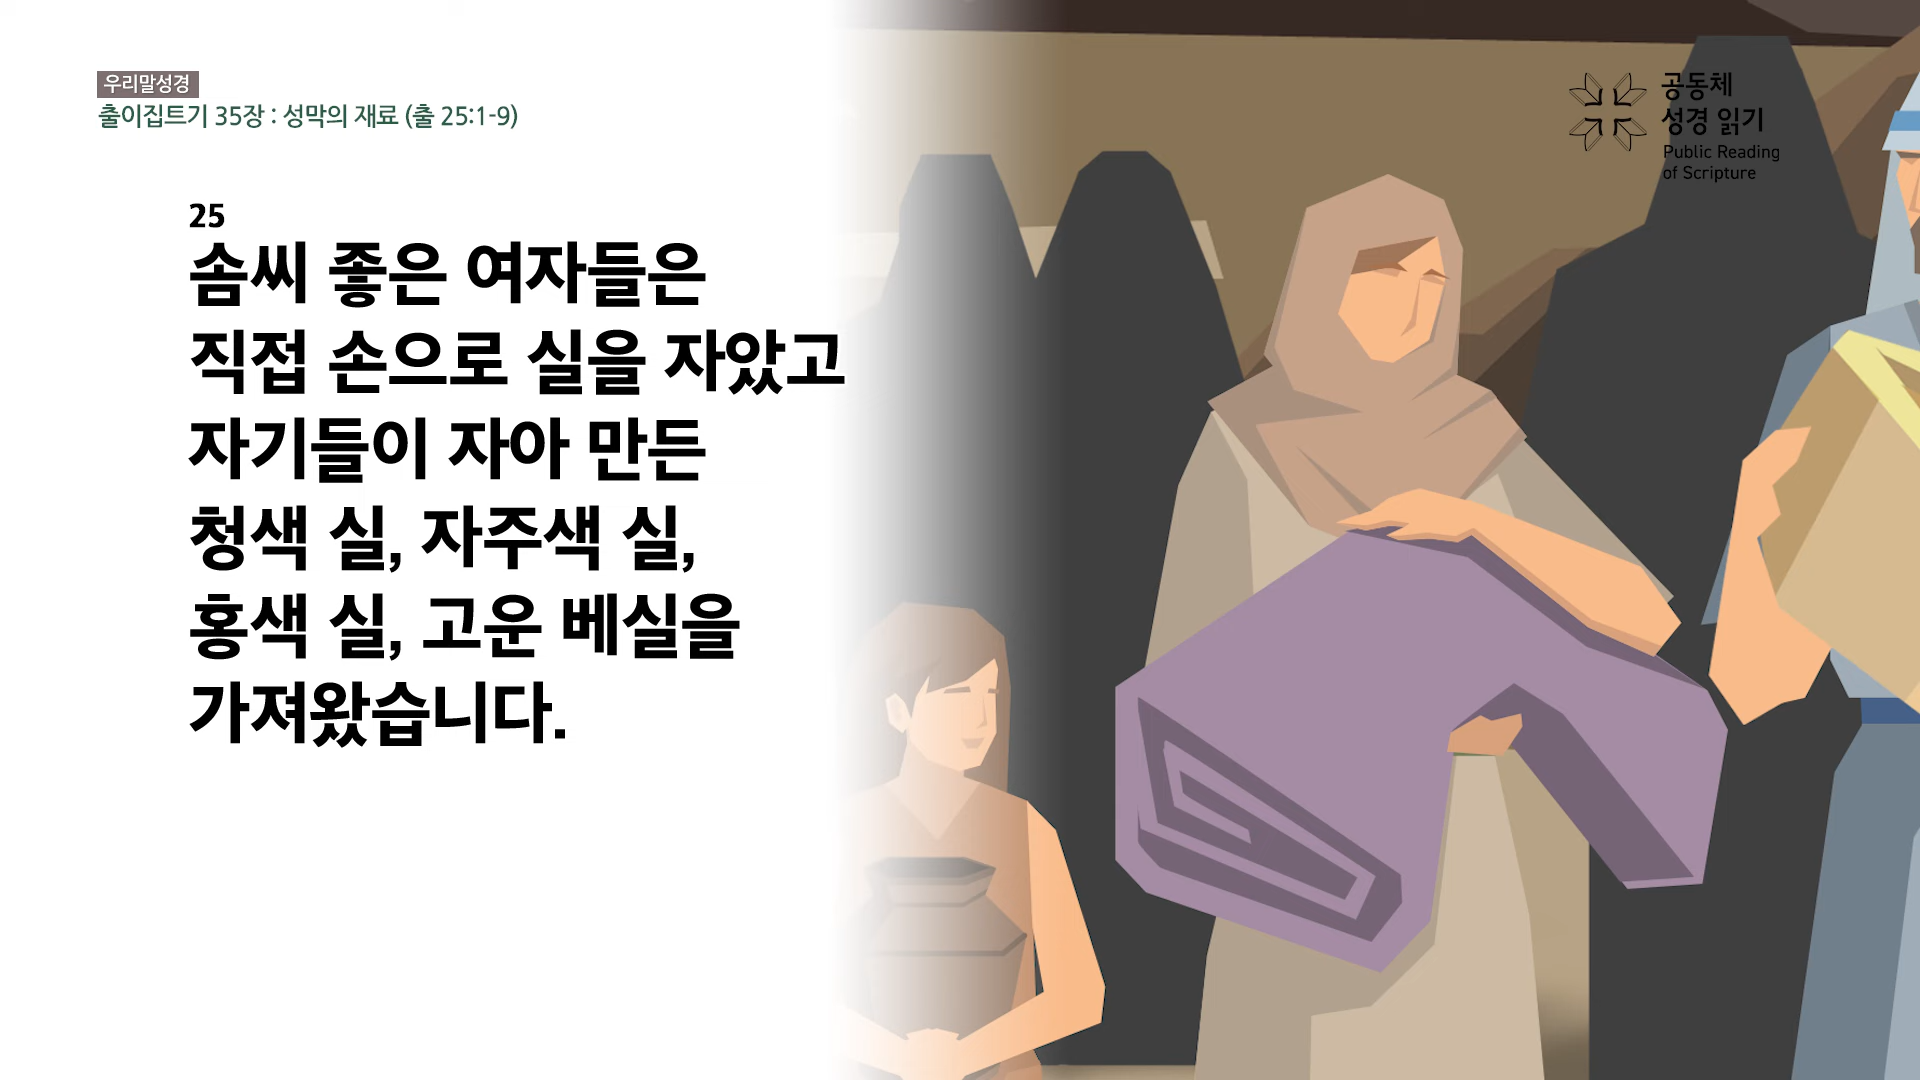 우리말성경
출이집트기 35장 : 성막의 재료 (출 25:1-9)
공동체
성경 읽기
Public Reading
of Scripture
25
솜씨 좋은 여자들은
직접 손으로 실을 자았고
자기들이 자아 만든
청색 실, 자주색 실,
홍색 실, 고운 베실을
가져왔습니다.